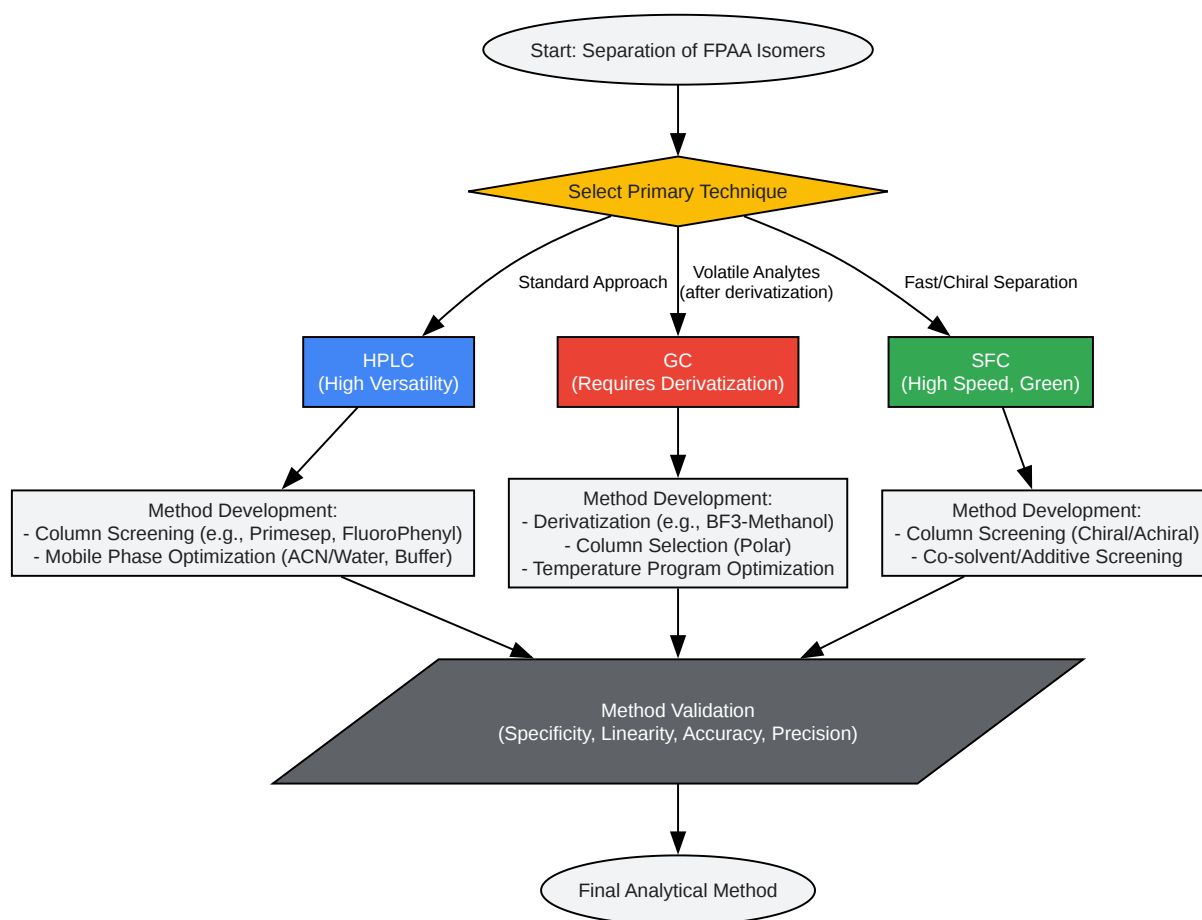 Start: Separation of FPAA Isomers
Select Primary Technique
Standard Approach
Volatile Analytes
(after derivatization)
Fast/Chiral Separation
HPLC
(High Versatility)
GC
(Requires Derivatization)
SFC
(High Speed, Green)
Method Development:
- Column Screening (e.g., Primesep, FluoroPhenyl)
- Mobile Phase Optimization (ACN/Water, Buffer)
Method Development:
- Derivatization (e.g., BF3-Methanol)
- Column Selection (Polar)
- Temperature Program Optimization
Method Development:
- Column Screening (Chiral/Achiral)
- Co-solvent/Additive Screening
Method Validation
(Specificity, Linearity, Accuracy, Precision)
Final Analytical Method